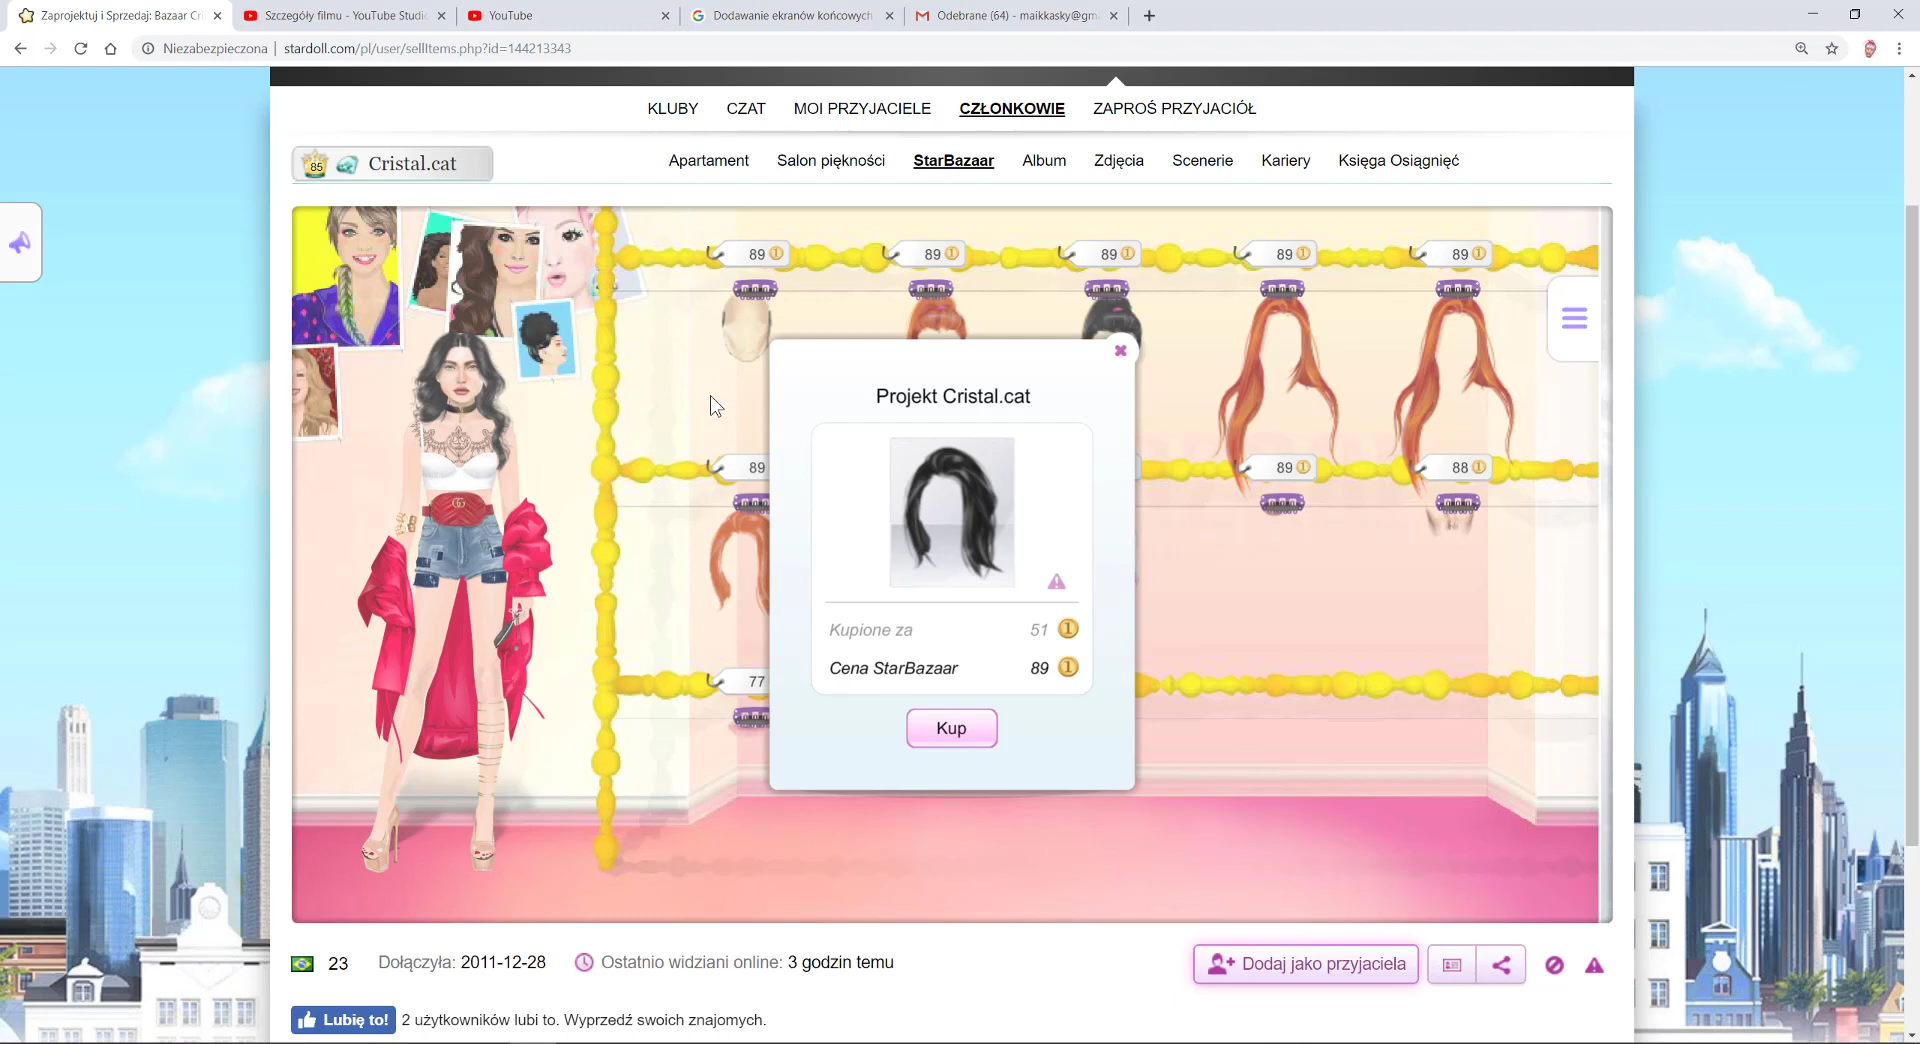 Zaprojektuj i Sprzedaj: Bazaar Cri
Szczegóły filmu - YouTube Studio
YouTube
Dodawanie ekranów końcowych
Odebrane (64) - maikkasky@gm
Niezabezpieczona | stardoll.com/pl/user/sellItems.php?id=144213343
KLUBY CZAT MOI PRZYJACIELE CZŁONKOWIE ZAPROŚ PRZYJACIÓŁ
85 Cristal.cat
Apartament Salon piękności StarBazaar Album Zdjęcia Scenerie Kariery Księga Osiągnięć
89 89 89 89 89
Projekt Cristal.cat
89 89 88
Kupione za 51
Cena StarBazaar 89
77
Kup
23 Dołączyła: 2011-12-28 Ostatnio widziani online: 3 godzin temu
Dodaj jako przyjaciela
Lubię to! 2 użytkowników lubi to. Wyprzedź swoich znajomych.